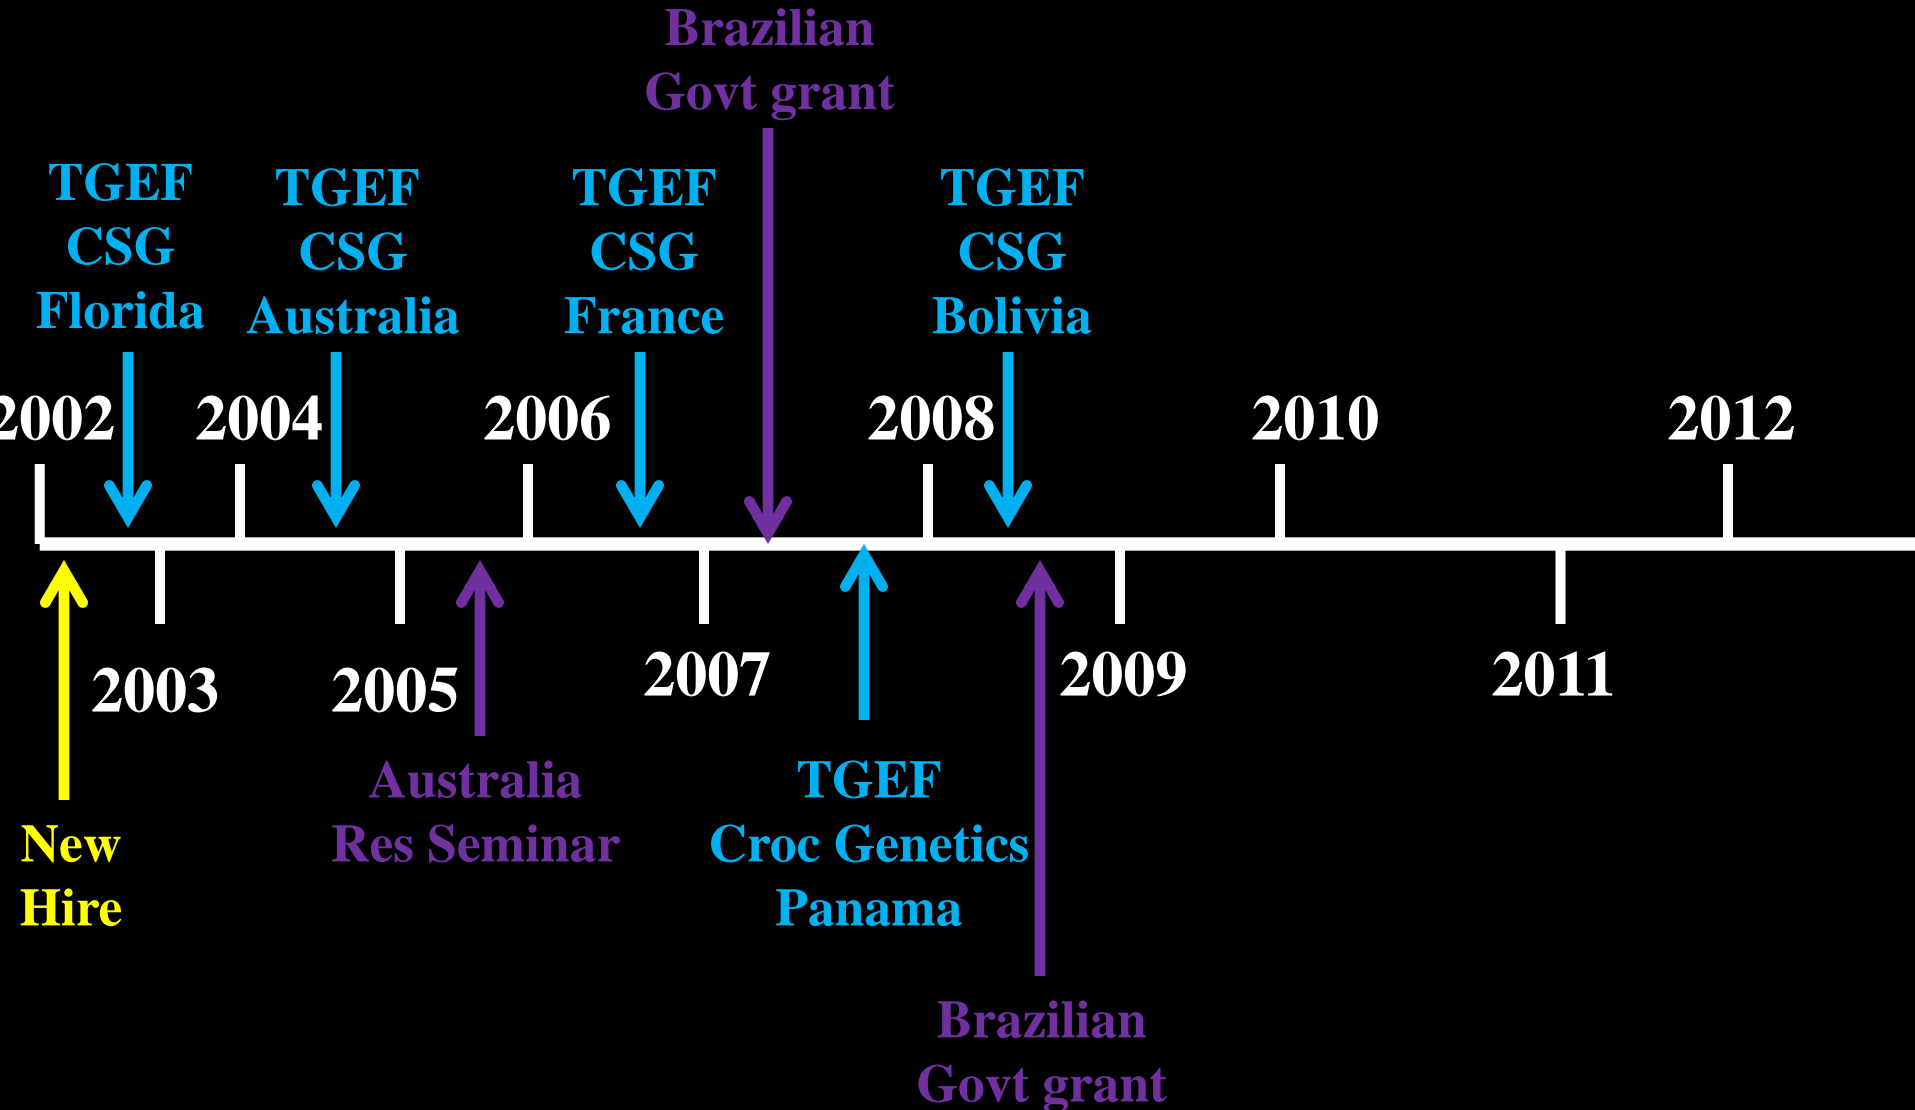 Brazilian
Govt grant
TGEF
CSG
Florida
TGEF
CSG
Australia
TGEF
CSG
France
TGEF
CSG
Bolivia
2002
2004
2006
2008
2010
2012
2003
2005
2007
2009
2011
New
Hire
Australia
Res Seminar
TGEF
Croc Genetics
Panama
Brazilian
Govt grant